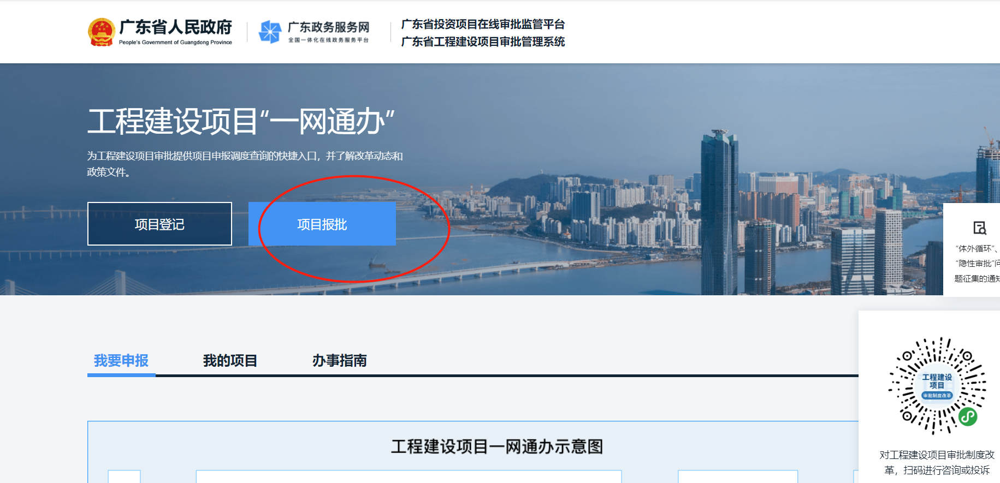 广东省人民政府
People's Government of Guangdong Province
广东政务服务网
全国一体化在线政务服务平台
广东省投资项目在线审批监管平台
广东省工程建设项目审批管理系统
工程建设项目“一网通办”
为工程建设项目审批提供项目申报调度查询的快捷入口，并了解改革动态和
政策文件。
项目登记
项目报批
“体外循环”、
“隐性审批”问
题征集的通知
我要申报
我的项目
办事指南
工程建设项目一网通办示意图
工程建设
项目
审批制度改革
对工程建设项目审批制度改
革，扫码进行咨询或投诉